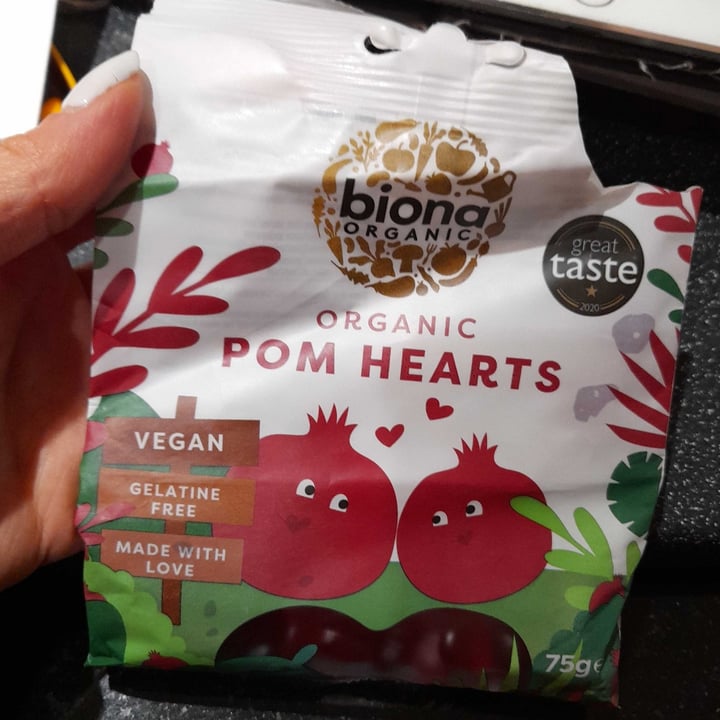 biona
ORGANIC
great
taste
2020
ORGANIC
POM HEARTS
VEGAN
GELATINE
FREE
MADE WITH
LOVE
75g℮